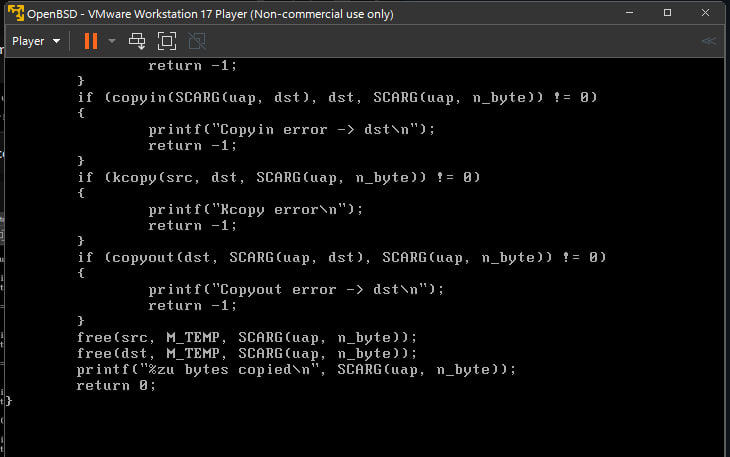 OpenBSD - VMware Workstation 17 Player (Non-commercial use only)
Player
return -1;
}
if (copyin(SCARG(uap, dst), dst, SCARG(uap, n_byte)) != 0)
{
printf("Copyin error -> dst\n");
return -1;
}
if (kcopy(src, dst, SCARG(uap, n_byte)) != 0)
{
printf("Kcopy error\n");
return -1;
}
if (copyout(dst, SCARG(uap, dst), SCARG(uap, n_byte)) != 0)
{
printf("Copyout error -> dst\n");
return -1;
}
free(src, M_TEMP, SCARG(uap, n_byte));
free(dst, M_TEMP, SCARG(uap, n_byte));
printf("%zu bytes copied\n", SCARG(uap, n_byte));
return 0;
}